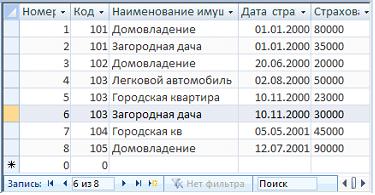 Номер Код Наименование имущ Дата стра Страхова
1 101 Домовладение 01.01.2000 80000
2 101 Загородная дача 01.01.2000 35000
3 102 Домовладение 20.06.2000 20000
4 103 Легковой автомобиль 02.08.2000 50000
5 103 Городская квартира 10.11.2000 23000
6 103 Загородная дача 10.11.2000 30000
7 104 Городская кв 05.05.2001 45000
8 105 Домовладение 12.07.2001 90000
* 0 0
Запись: 6 из 8 Нет фильтра Поиск